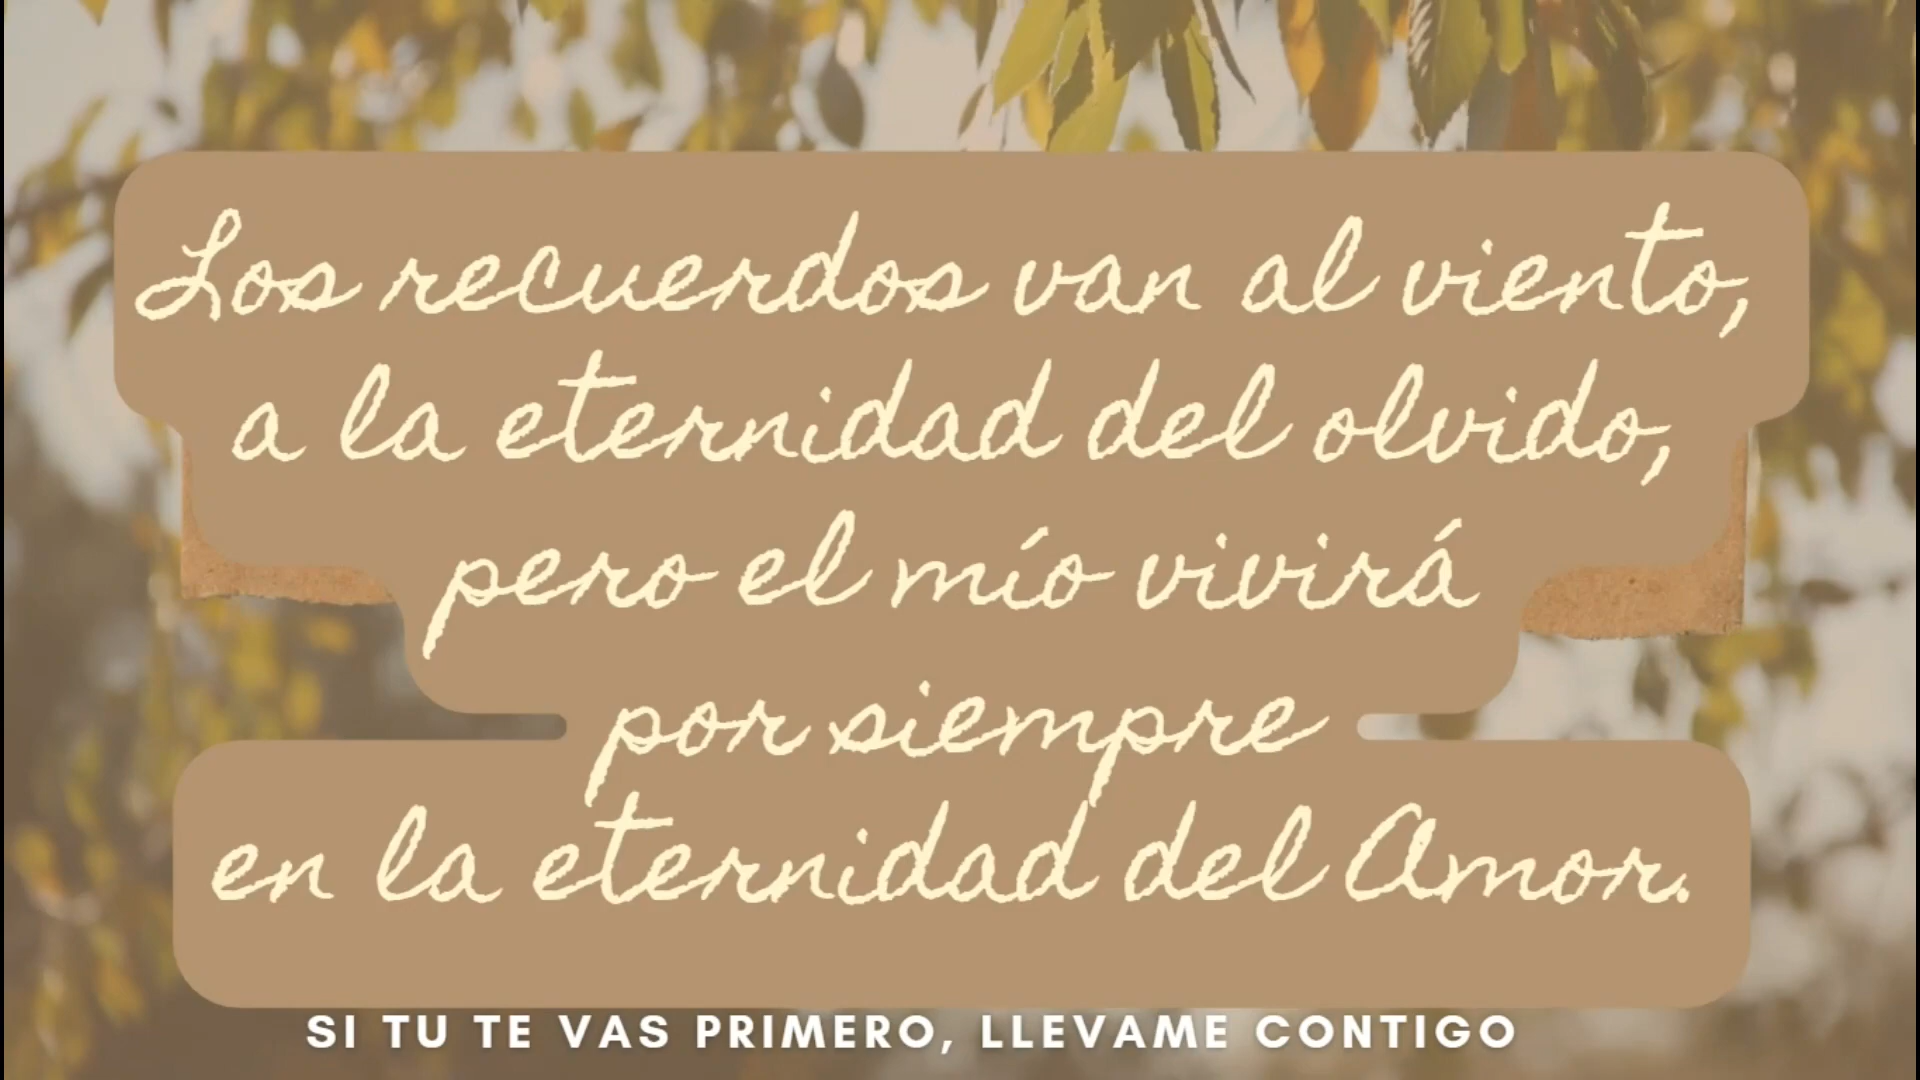 Los recuerdos van al viento,
a la eternidad del olvido,
pero el mío vivirá
por siempre
en la eternidad del Amor.
SI TU TE VAS PRIMERO, LLEVAME CONTIGO